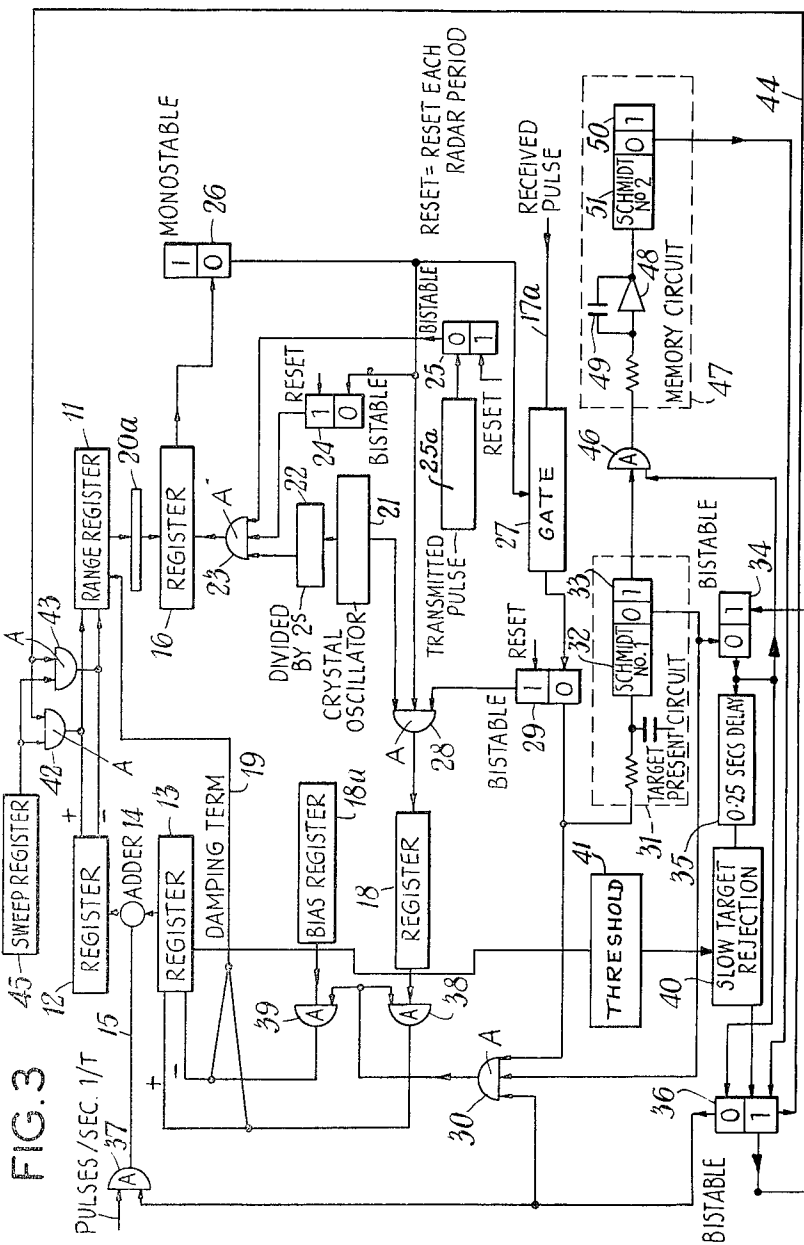 FIG.3
PULSES/SEC. 1/T
37
A
15
45
SWEEP REGISTER
42
A
43
A
12
REGISTER
+
−
ADDER 14
RANGE REGISTER
11
20a
13
REGISTER
DAMPING TERM
19
+
−
16
REGISTER
MONOSTABLE
1
0
26
23
A
DIVIDED BY 2S
22
CRYSTAL OSCILLATOR
21
24
1
0
RESET
BISTABLE
25
0
1
BISTABLE
RESET
TRANSMITTED PULSE
25a
RESET = RESET EACH RADAR PERIOD
BIAS REGISTER
18a
39
A
38
A
18
REGISTER
A
28
BISTABLE
29
1
0
RESET
27
GATE
17a
RECEIVED PULSE
30
A
THRESHOLD
41
31
TARGET PRESENT CIRCUIT
32
SCHMIDT NO.1
0
1
33
46
A
47
MEMORY CIRCUIT
49
48
51
SCHMIDT NO 2
0
1
50
BISTABLE
0
1
34
0·25 SECS DELAY
35
SLOW TARGET REJECTION
40
BISTABLE
36
0
1
44